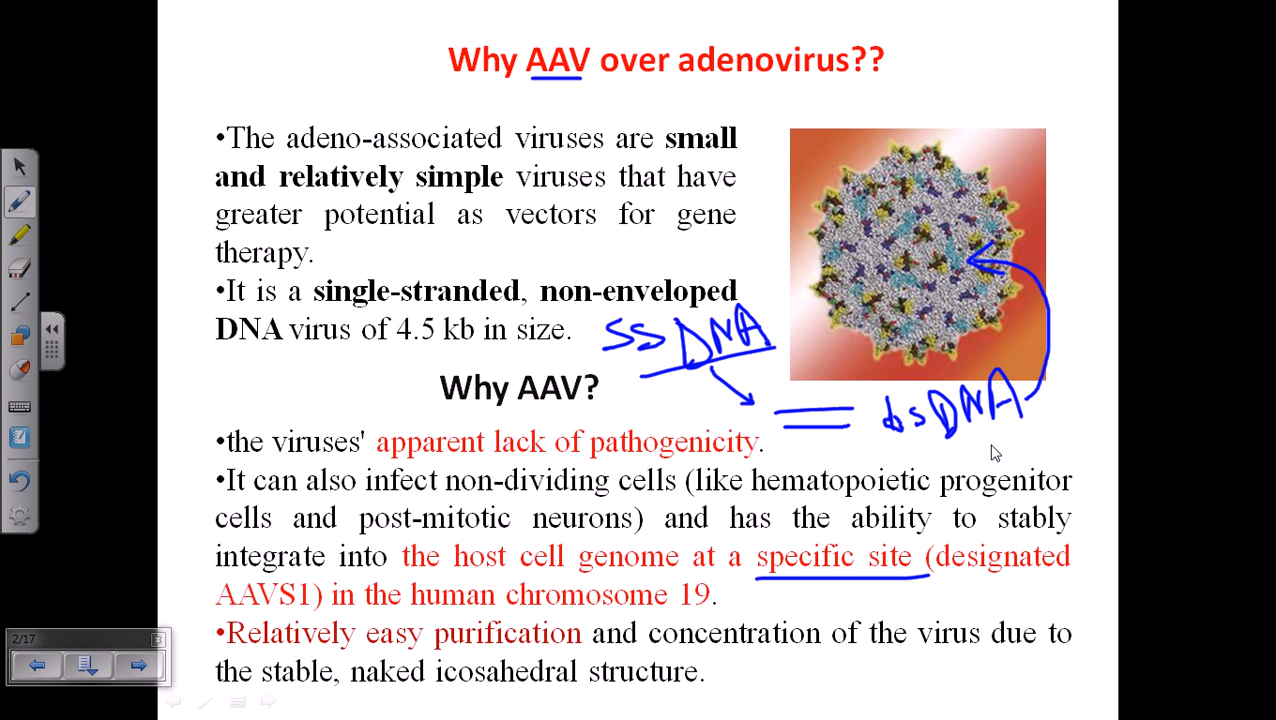 Why AAV over adenovirus??
•The adeno-associated viruses are small
and relatively simple viruses that have
greater potential as vectors for gene
therapy.
•It is a single-stranded, non-enveloped
DNA virus of 4.5 kb in size.
ssDNA
Why AAV?
dsDNA
•the viruses' apparent lack of pathogenicity.
•It can also infect non-dividing cells (like hematopoietic progenitor
cells and post-mitotic neurons) and has the ability to stably
integrate into the host cell genome at a specific site (designated
AAVS1) in the human chromosome 19.
•Relatively easy purification and concentration of the virus due to
the stable, naked icosahedral structure.
2/17